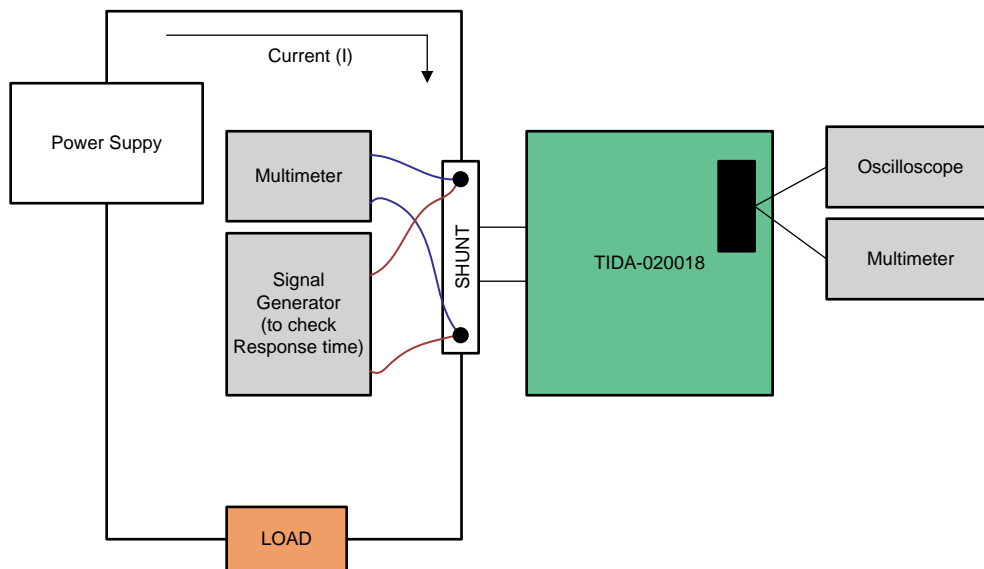 Current (I)
Power Suppy
Multimeter
Signal
Generator
(to check
Response time)
SHUNT
TIDA-020018
Oscilloscope
Multimeter
LOAD